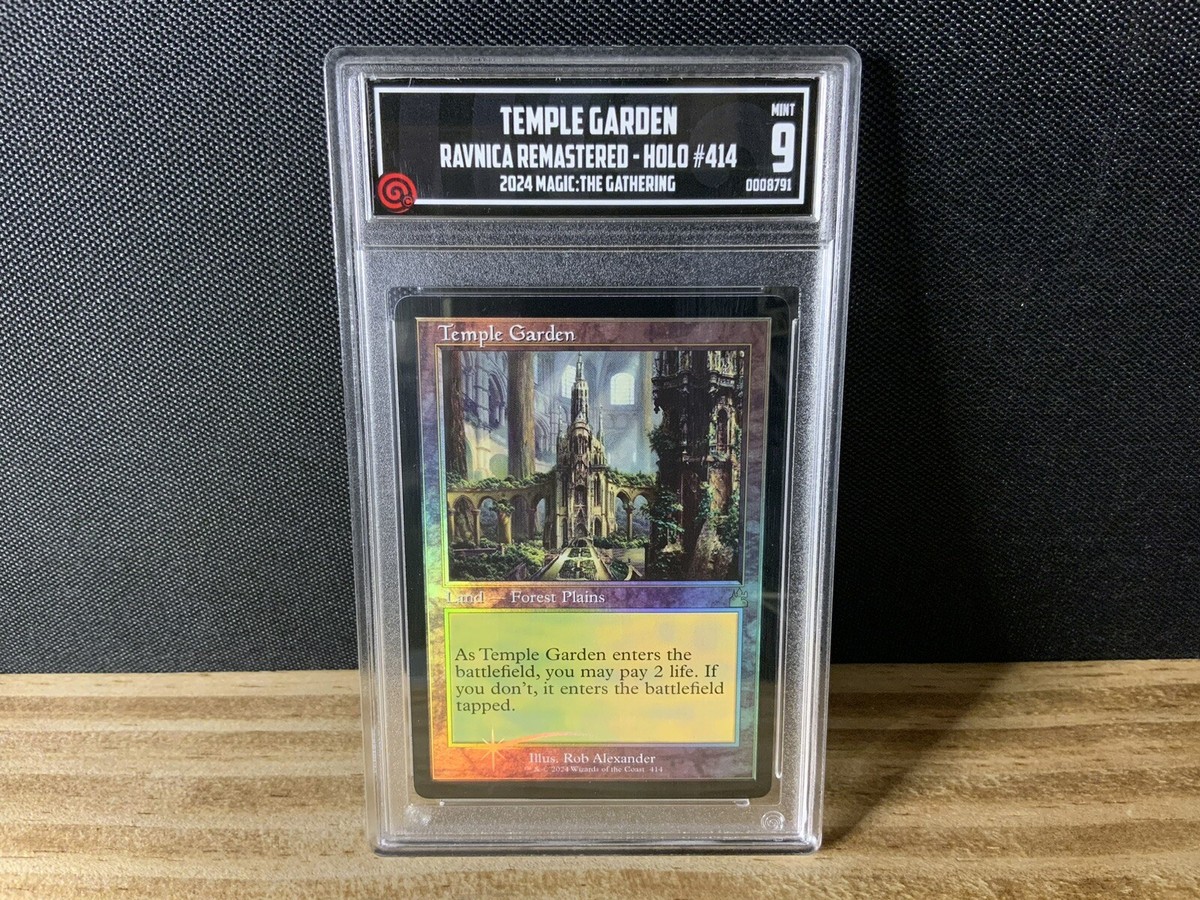 TEMPLE GARDEN
RAVNICA REMASTERED - HOLO #414
2024 MAGIC:THE GATHERING
MINT
9
0008791
©
Temple Garden
Land — Forest Plains
As Temple Garden enters the
battlefield, you may pay 2 life. If
you don't, it enters the battlefield
tapped.
Illus. Rob Alexander
™ & © 2024 Wizards of the Coast 414